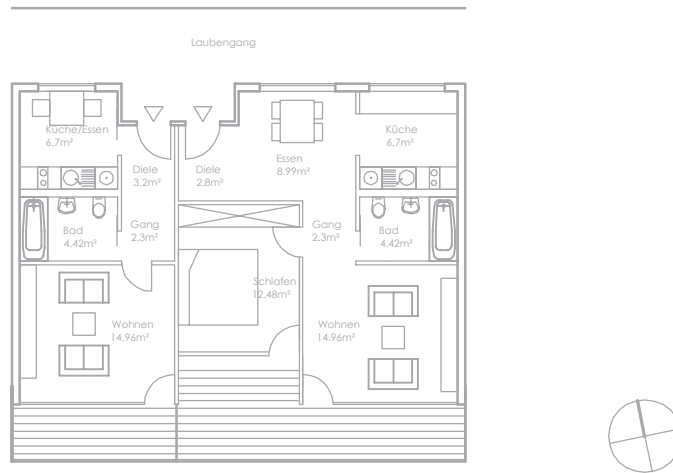 Laubengang
Küche/Essen
6.7m²
Diele
3.2m²
Diele
2.8m²
Essen
8.99m²
Küche
6.7m²
Bad
4.42m²
Gang
2.3m²
Gang
2.3m²
Bad
4.42m²
Schlafen
12.48m²
Wohnen
14.96m²
Wohnen
14.96m²